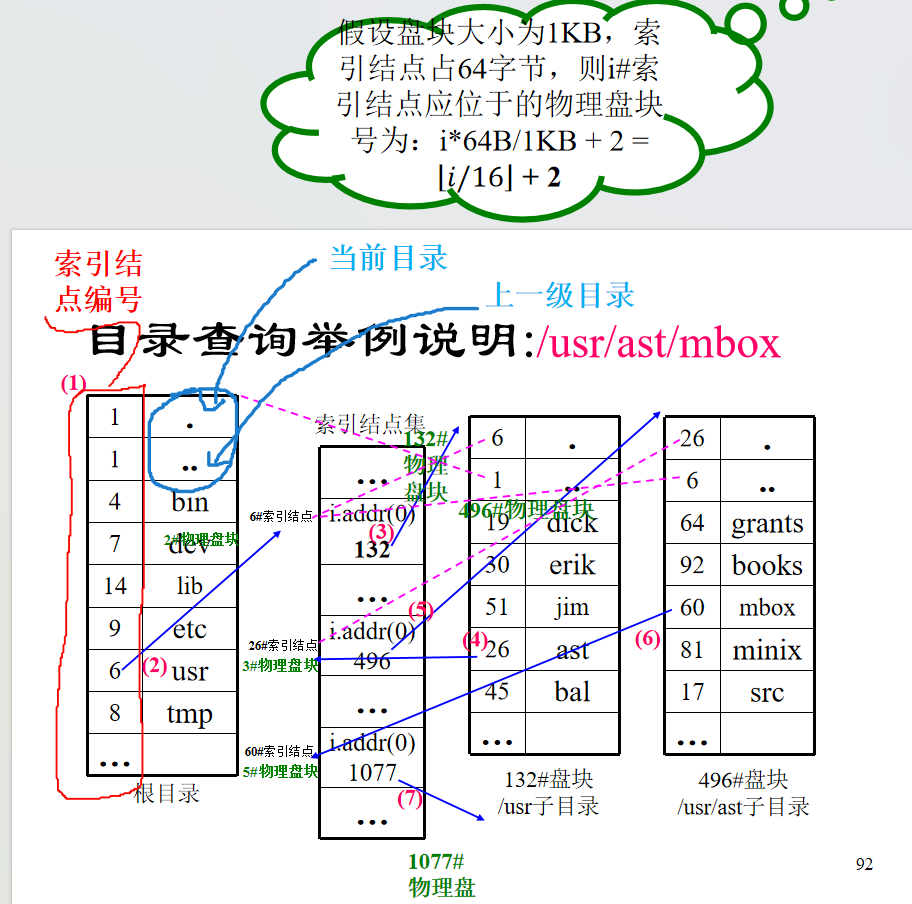 假设盘块大小为1KB，索
引结点占64字节，则i#索
引结点应位于的物理盘块
号为：i*64B/1KB + 2 =
⌊i/16⌋ + 2
索引结
点编号
当前目录
上一级目录
目录查询举例说明:/usr/ast/mbox
(1)
1 .
1 ..
4 bin
7 dev
2#物理盘块
14 lib
9 etc
6 usr
(2)
8 tmp
...
根目录
索引结点集
...
6#索引结点
i.addr(0)
(3)
132
132#
物理
盘块
...
(5)
26#索引结点
i.addr(0)
3#物理盘块
496
...
60#索引结点
i.addr(0)
5#物理盘块
1077
(7)
...
1077#
物理盘
6 .
1 ..
496#物理盘块
19 dick
30 erik
51 jim
(4)
26 ast
45 bal
...
132#盘块
/usr子目录
26 .
6 ..
64 grants
92 books
60 mbox
(6)
81 minix
17 src
...
496#盘块
/usr/ast子目录
92